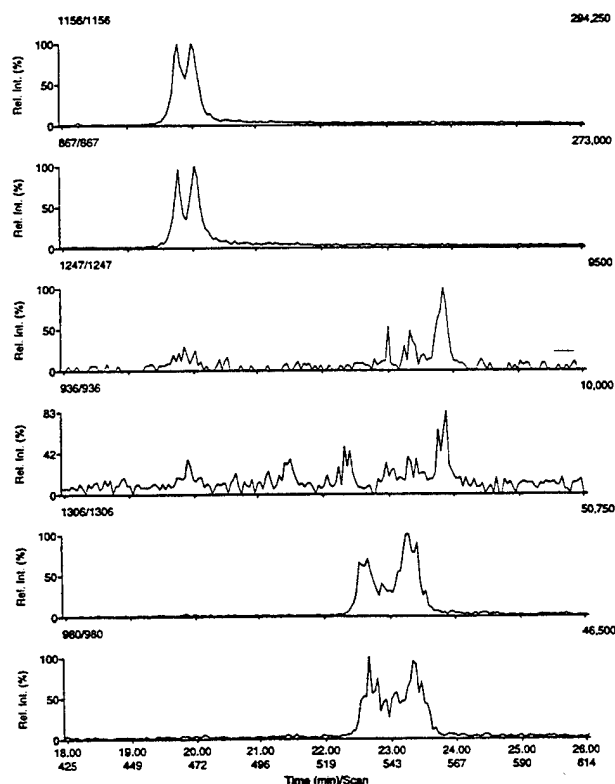 1156/1156 294,250
Rel. Int. (%)
100
50
0
867/867 273,000
Rel. Int. (%)
100
50
0
1247/1247 9500
Rel. Int. (%)
100
50
0
936/936 10,000
Rel. Int. (%)
83
42
0
1306/1306 50,750
Rel. Int. (%)
100
50
0
980/980 46,500
Rel. Int. (%)
100
50
0
18.00 19.00 20.00 21.00 22.00 23.00 24.00 25.00 26.00
425 449 472 496 519 543 567 590 614
Time (min)/Scan